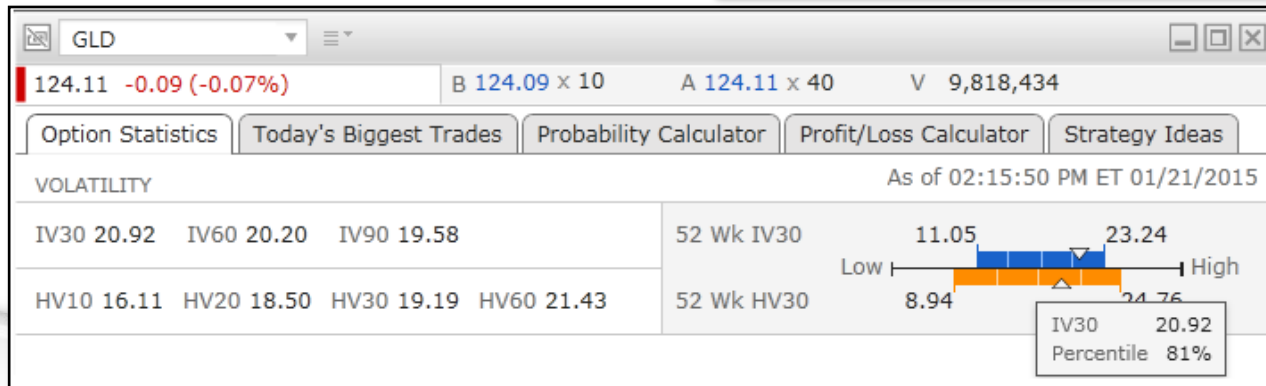 GLD
124.11 -0.09 (-0.07%) B 124.09 x 10 A 124.11 x 40 V 9,818,434
Option Statistics Today's Biggest Trades Probability Calculator Profit/Loss Calculator Strategy Ideas
VOLATILITY As of 02:15:50 PM ET 01/21/2015
IV30 20.92 IV60 20.20 IV90 19.58 52 Wk IV30 11.05 23.24
Low High
HV10 16.11 HV20 18.50 HV30 19.19 HV60 21.43 52 Wk HV30 8.94 24.76
IV30 20.92
Percentile 81%